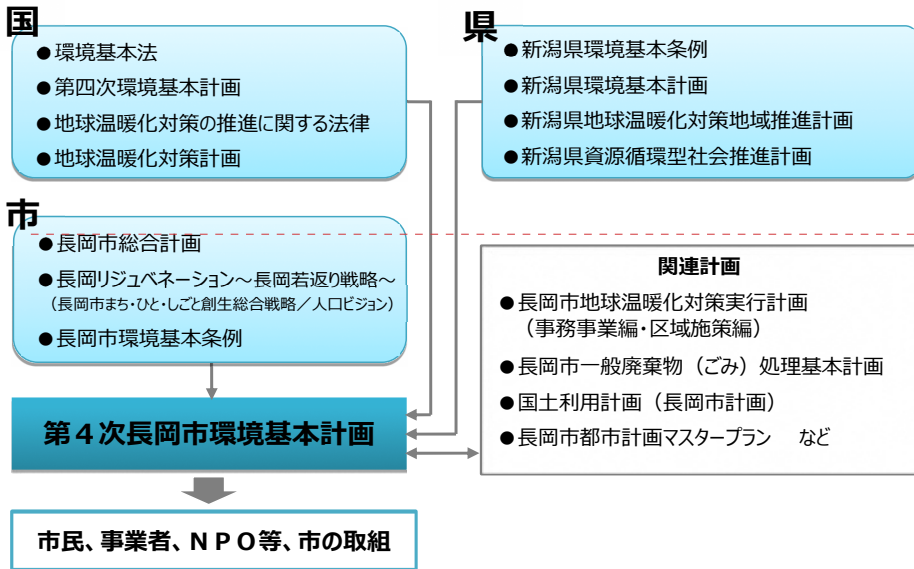 国
●環境基本法
●第四次環境基本計画
●地球温暖化対策の推進に関する法律
●地球温暖化対策計画
県
●新潟県環境基本条例
●新潟県環境基本計画
●新潟県地球温暖化対策地域推進計画
●新潟県資源循環型社会推進計画
市
●長岡市総合計画
●長岡リジュベネーション～長岡若返り戦略～
（長岡市まち・ひと・しごと創生総合戦略／人口ビジョン）
●長岡市環境基本条例
関連計画
●長岡市地球温暖化対策実行計画
（事務事業編・区域施策編）
●長岡市一般廃棄物（ごみ）処理基本計画
●国土利用計画（長岡市計画）
●長岡市都市計画マスタープラン　など
第４次長岡市環境基本計画
市民、事業者、ＮＰＯ等、市の取組